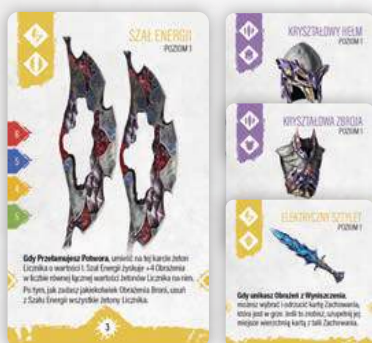 SZAŁ ENERGII
POZIOM 1
6
5
4
5
Gdy Przełamujesz Potwora, umieść na tej karcie żeton
Licznika o wartości 1. Szał Energii zyskuje +4 Obrażenia
w liczbie równej łącznej wartości żetonów Licznika na nim.
Po tym, jak zadasz jakiekolwiek Obrażenia Broni, usuń
z Szału Energii wszystkie żetony Licznika.
3
KRYSZTAŁOWY HEŁM
POZIOM 1
KRYSZTAŁOWA ZBROJA
POZIOM 1
ELEKTRYCZNY SZTYLET
POZIOM 1
Gdy unikasz Obrażeń z Wyniszczenia,
możesz wybrać i odrzucić kartę Zachowania,
która jest w grze. Jeśli to zrobisz, uzupełnij jej
miejsce wierzchnią kartą z talii Zachowania.